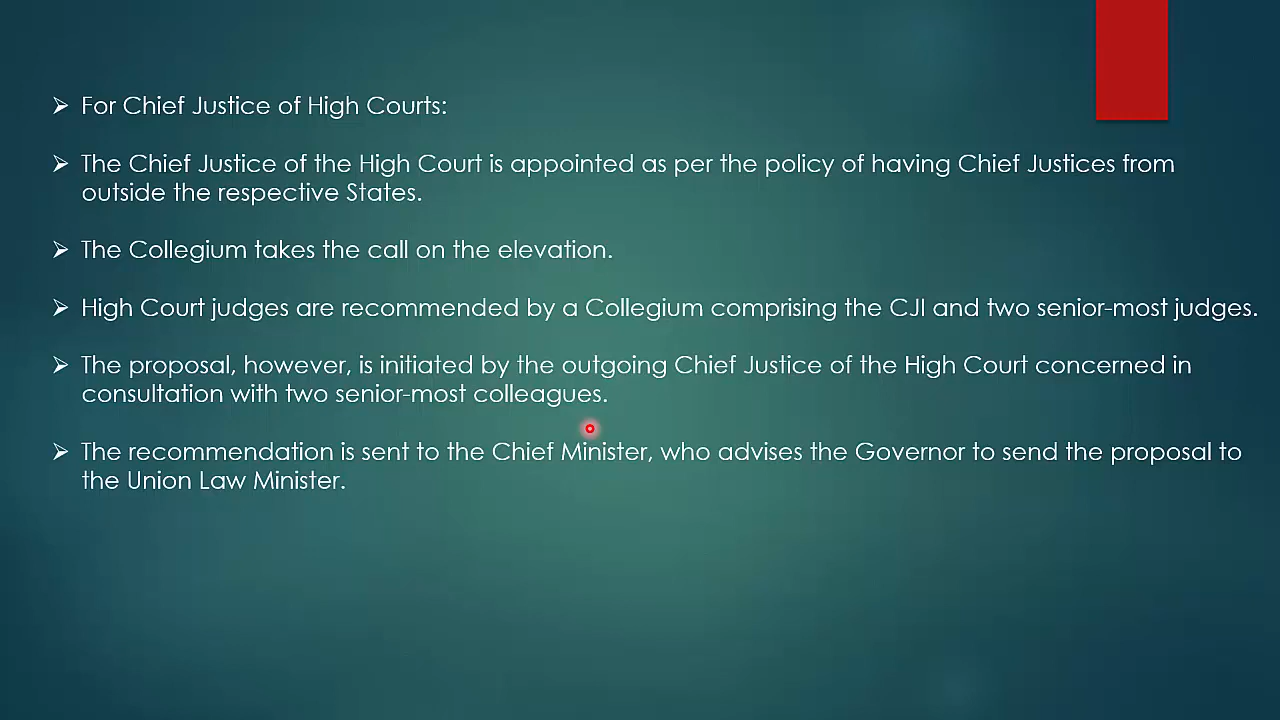 For Chief Justice of High Courts:
The Chief Justice of the High Court is appointed as per the policy of having Chief Justices from
outside the respective States.
The Collegium takes the call on the elevation.
High Court judges are recommended by a Collegium comprising the CJI and two senior-most judges.
The proposal, however, is initiated by the outgoing Chief Justice of the High Court concerned in
consultation with two senior-most colleagues.
The recommendation is sent to the Chief Minister, who advises the Governor to send the proposal to
the Union Law Minister.